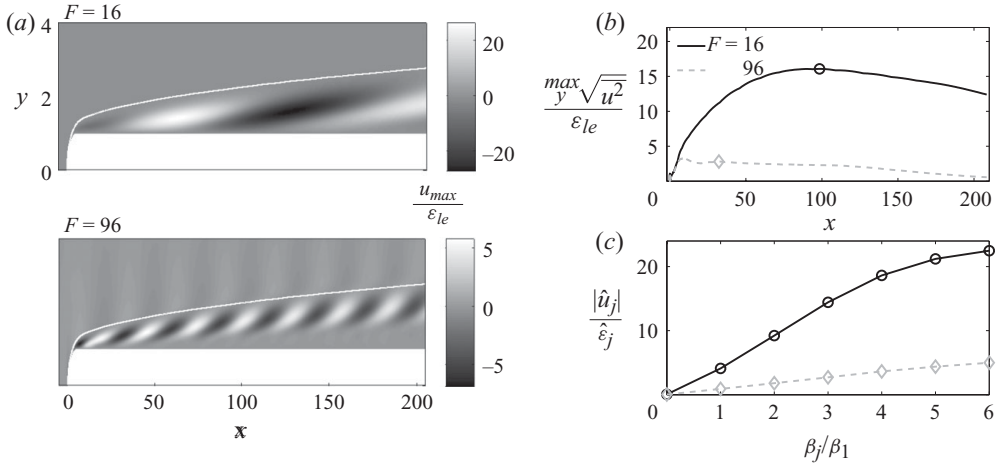 (a)
F = 16
4
y
2
0
20
0
–20
u_max
ε_le
F = 96
5
0
–5
0 50 100 150 200
x
(b)
20
15
10
5
0
F = 16
96
max y √u²
ε_le
50 100 150 200
x
(c)
20
10
0
|û_j|
ε̂_j
1 2 3 4 5 6
β_j/β_1